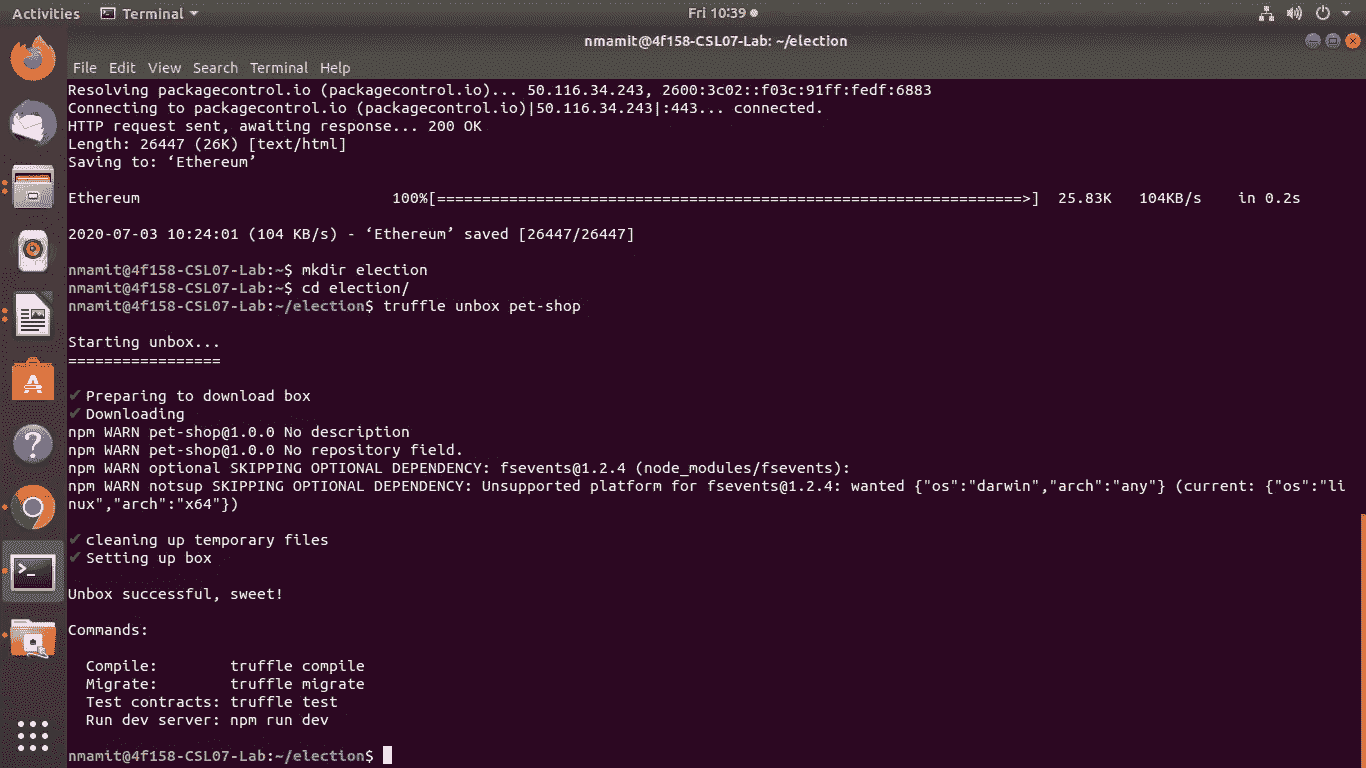 Activities Terminal Fri 10:39
nmamit@4f158-CSL07-Lab: ~/election
File Edit View Search Terminal Help
Resolving packagecontrol.io (packagecontrol.io)... 50.116.34.243, 2600:3c02::f03c:91ff:fedf:6883
Connecting to packagecontrol.io (packagecontrol.io)|50.116.34.243|:443... connected.
HTTP request sent, awaiting response... 200 OK
Length: 26447 (26K) [text/html]
Saving to: ‘Ethereum’
Ethereum 100%[=================================================================>] 25.83K 104KB/s in 0.2s
2020-07-03 10:24:01 (104 KB/s) - ‘Ethereum’ saved [26447/26447]
nmamit@4f158-CSL07-Lab:~$ mkdir election
nmamit@4f158-CSL07-Lab:~$ cd election/
nmamit@4f158-CSL07-Lab:~/election$ truffle unbox pet-shop
Starting unbox...
=================
✔ Preparing to download box
✔ Downloading
npm WARN pet-shop@1.0.0 No description
npm WARN pet-shop@1.0.0 No repository field.
npm WARN optional SKIPPING OPTIONAL DEPENDENCY: fsevents@1.2.4 (node_modules/fsevents):
npm WARN notsup SKIPPING OPTIONAL DEPENDENCY: Unsupported platform for fsevents@1.2.4: wanted {"os":"darwin","arch":"any"} (current: {"os":"li
nux","arch":"x64"})
✔ cleaning up temporary files
✔ Setting up box
Unbox successful, sweet!
Commands:
Compile: truffle compile
Migrate: truffle migrate
Test contracts: truffle test
Run dev server: npm run dev
nmamit@4f158-CSL07-Lab:~/election$